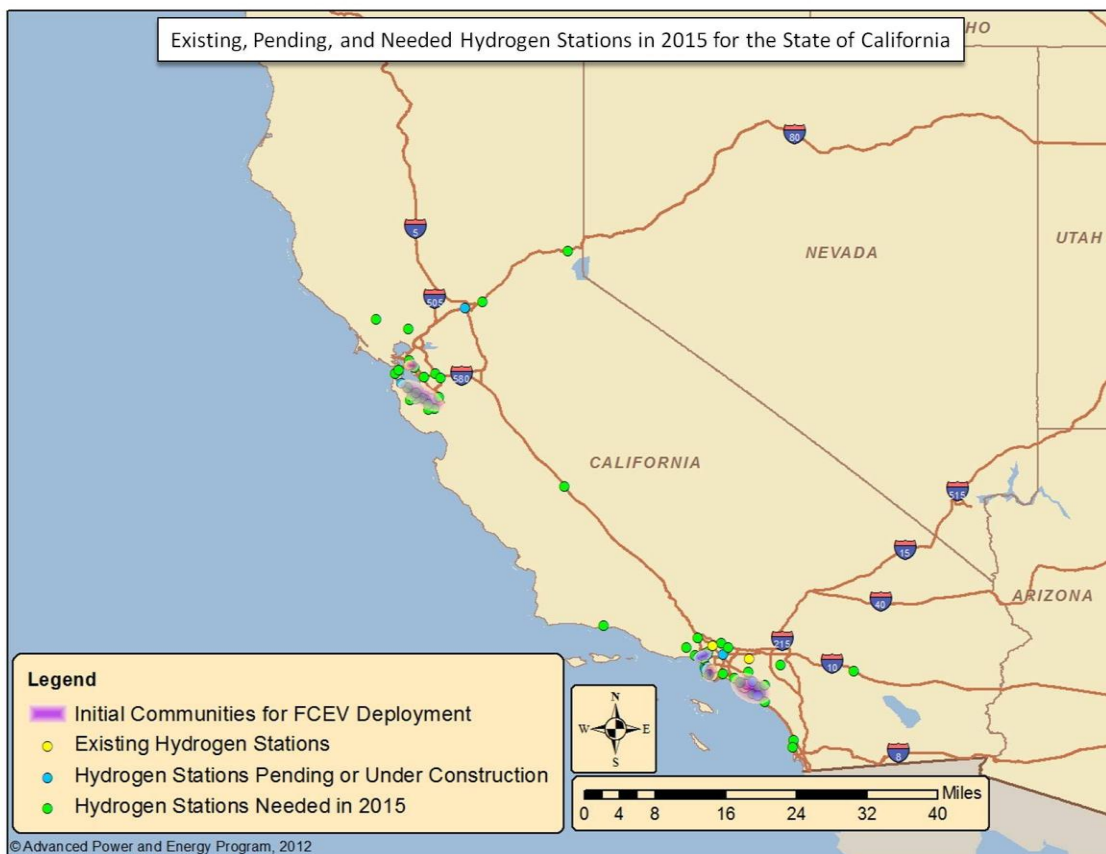 Existing, Pending, and Needed Hydrogen Stations in 2015 for the State of California
HO
80
5
NEVADA
UTAH
505
580
CALIFORNIA
515
15
40
ARIZONA
215
10
8
Legend
Initial Communities for FCEV Deployment
Existing Hydrogen Stations
Hydrogen Stations Pending or Under Construction
Hydrogen Stations Needed in 2015
N
W E
S
Miles
0 4 8 16 24 32 40
© Advanced Power and Energy Program, 2012